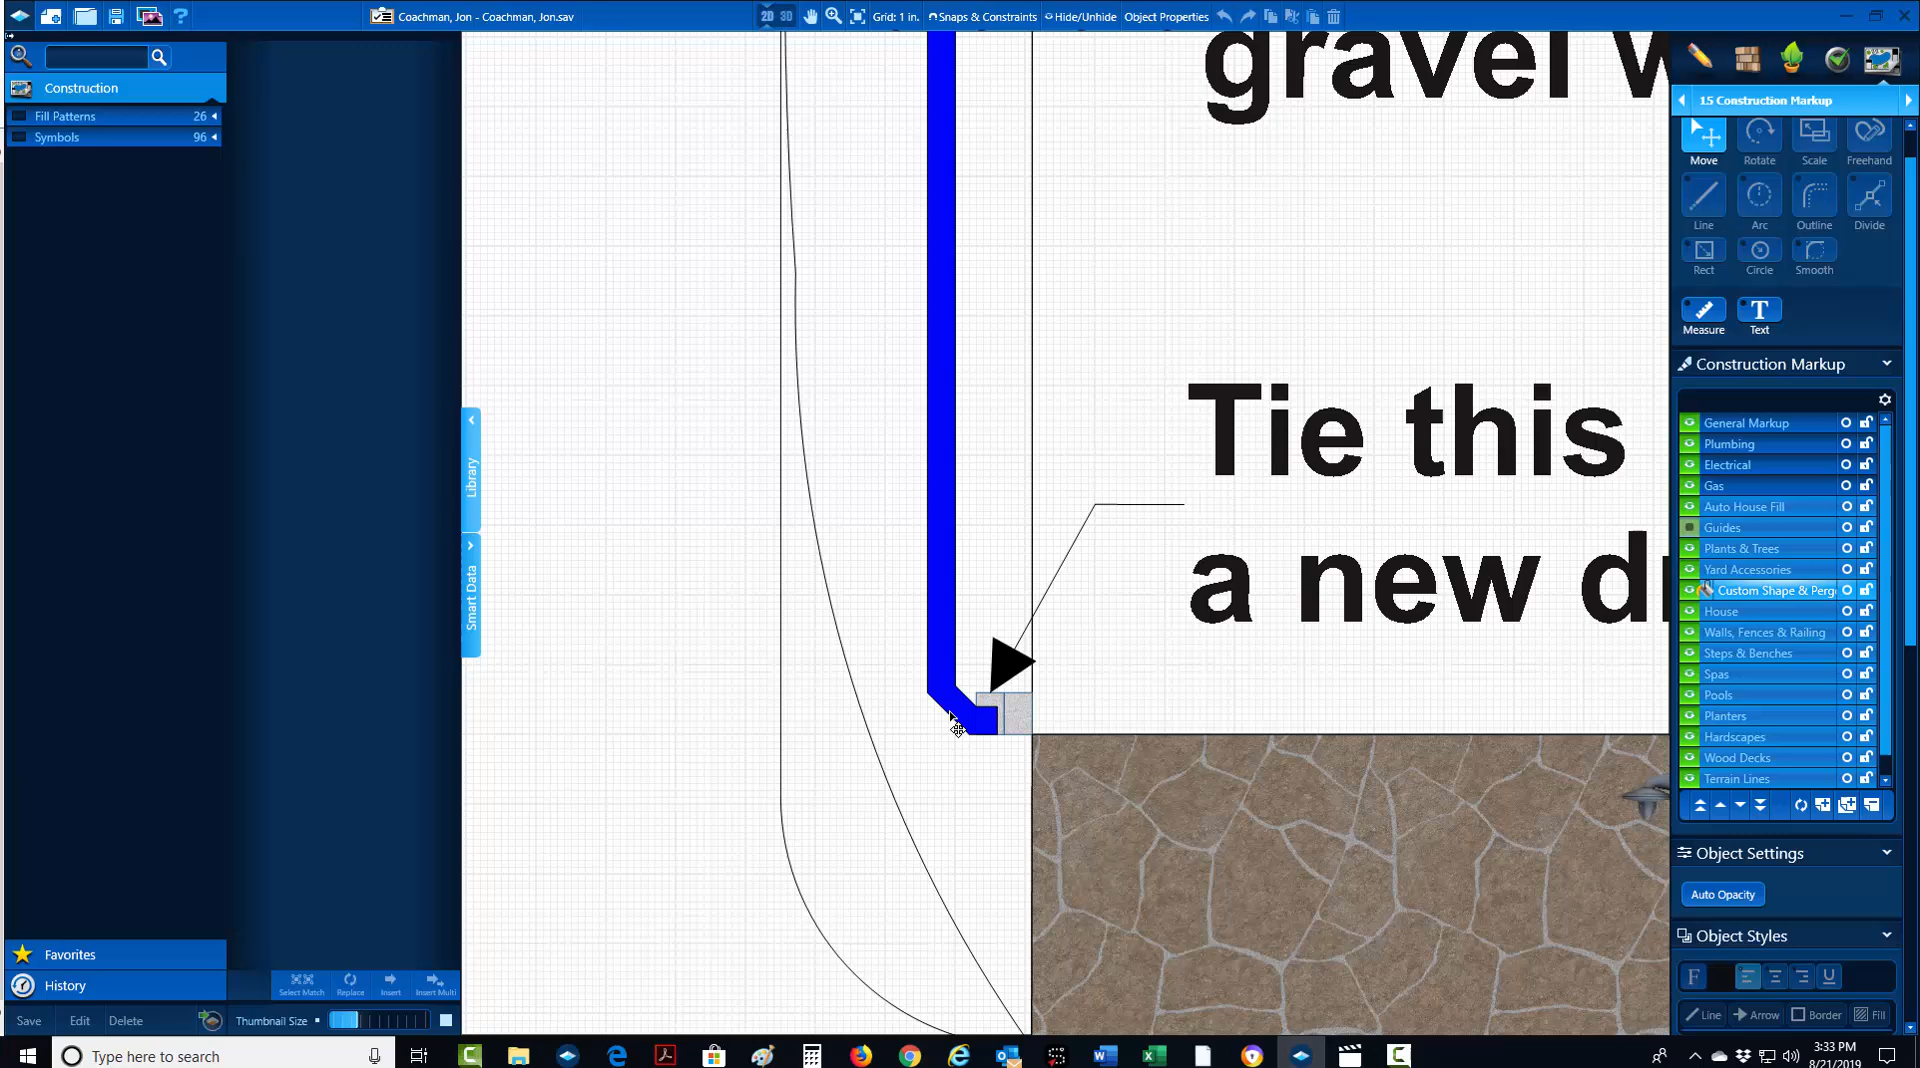 Coachman, Jon - Coachman, Jon.sav
2D 3D
Grid: 1 in.
Snaps & Constraints
Hide/Unhide
Object Properties
Construction
Fill Patterns 26
Symbols 96
gravel w
Tie this
a new dr
Library
Smart Data
15 Construction Markup
Move Rotate Scale Freehand
Line Arc Outline Divide
Rect Circle Smooth
Measure Text
Construction Markup
General Markup
Plumbing
Electrical
Gas
Auto House Fill
Guides
Plants & Trees
Yard Accessories
Custom Shape & Perg
House
Walls, Fences & Railing
Steps & Benches
Spas
Pools
Planters
Hardscapes
Wood Decks
Terrain Lines
Object Settings
Auto Opacity
Object Styles
F U
Line Arrow Border Fill
Favorites
History
Select Match Replace Insert Insert Multi
Save Edit Delete Thumbnail Size
Type here to search
3:33 PM
8/21/2019